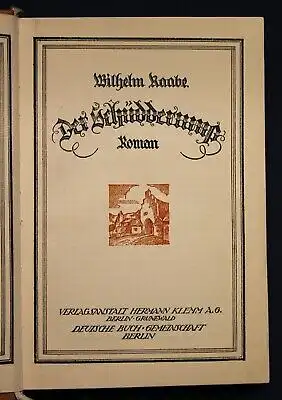 Wilhelm Raabe.
Der Schüdderump
Roman
VERLAGSANSTALT HERMANN KLEMM A.G.
BERLIN-GRUNEWALD
DEUTSCHE BUCH-GEMEINSCHAFT
BERLIN